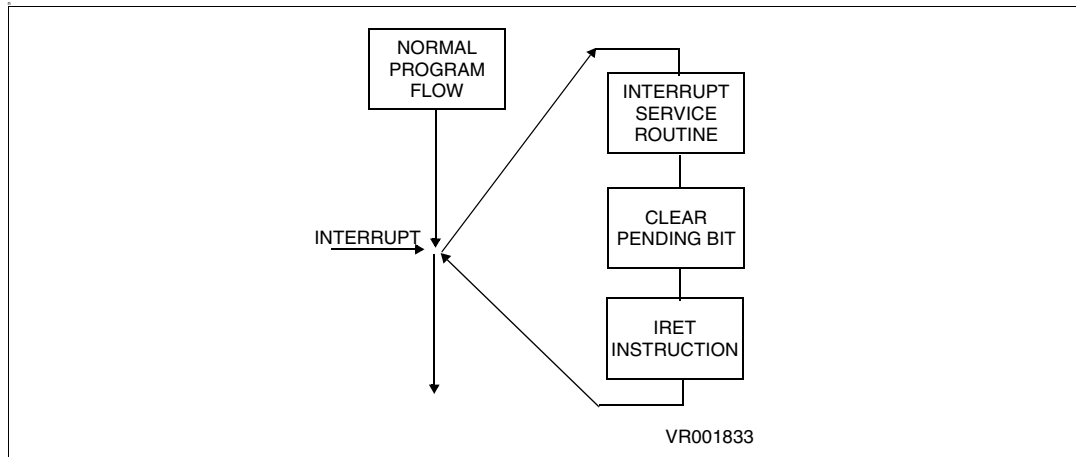 NORMAL
PROGRAM
FLOW
INTERRUPT
SERVICE
ROUTINE
CLEAR
PENDING BIT
INTERRUPT
IRET
INSTRUCTION
VR001833